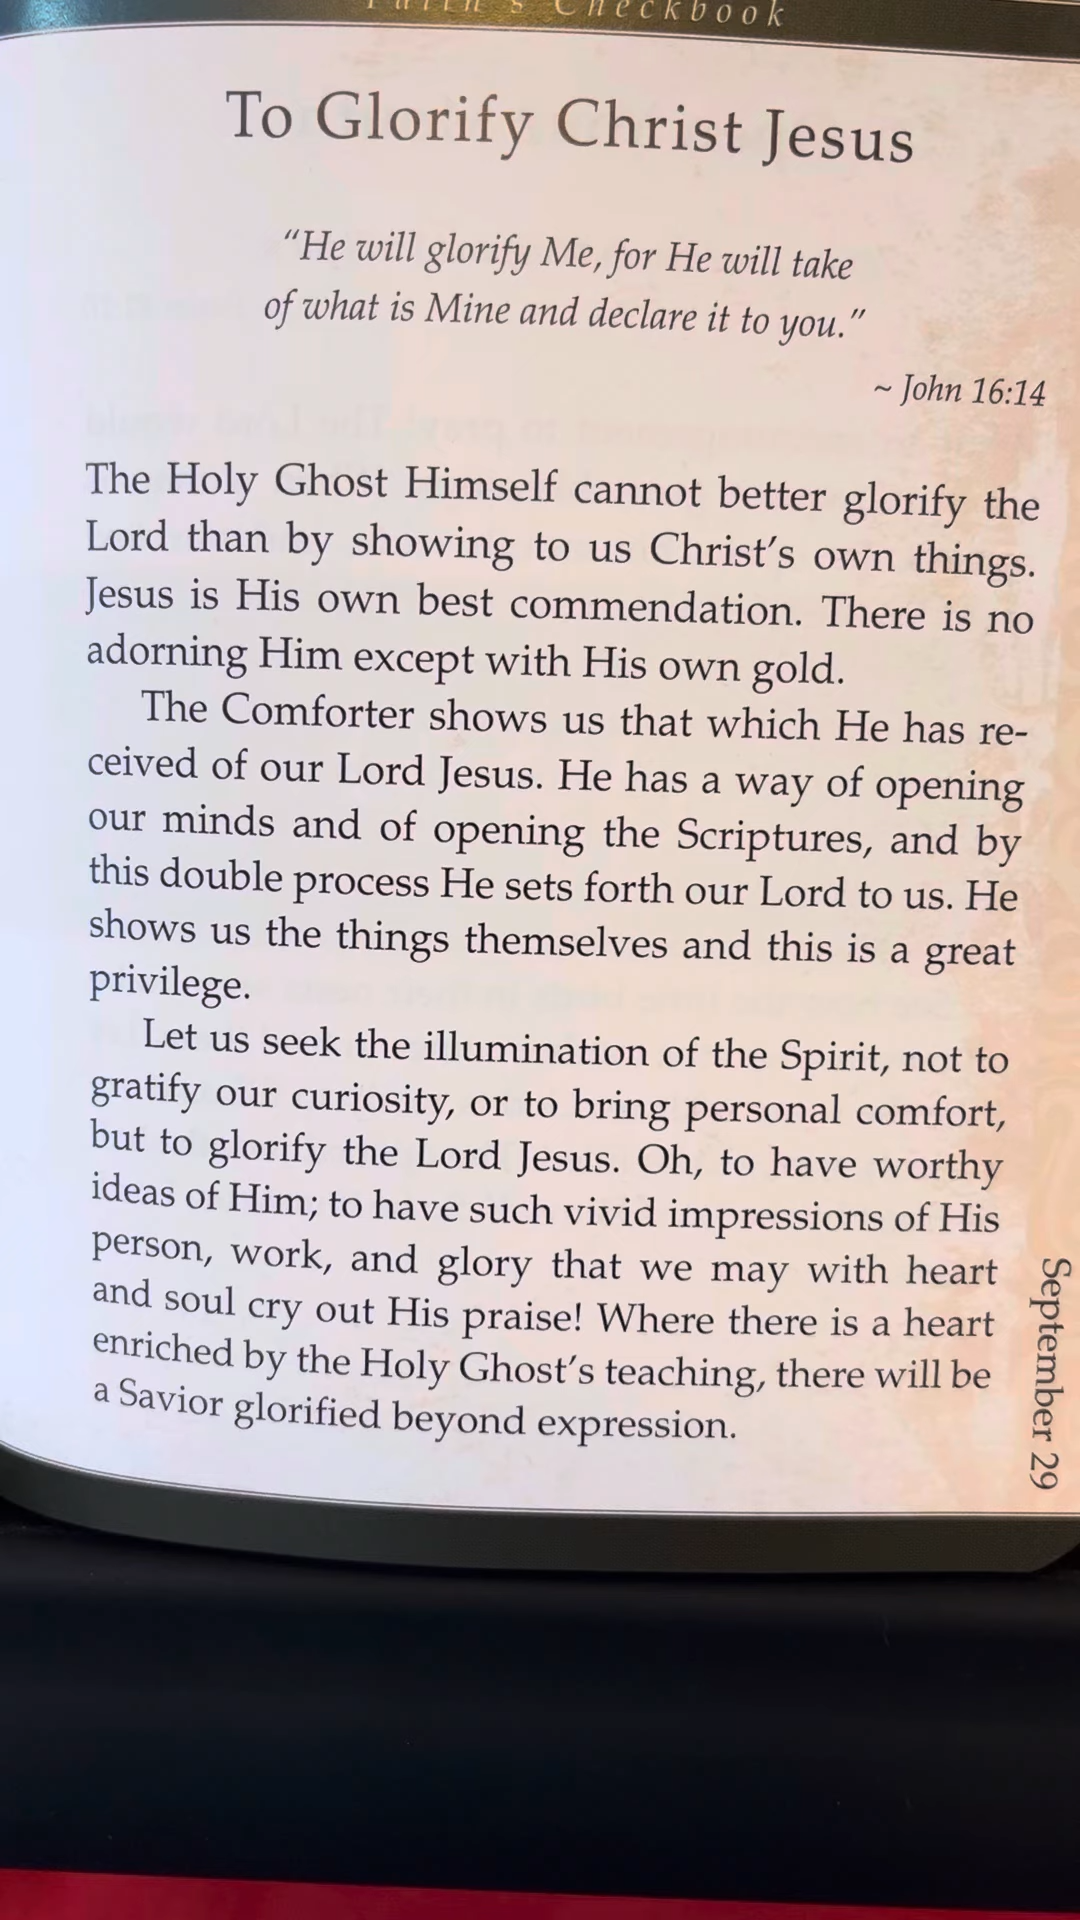 Faith's Checkbook
To Glorify Christ Jesus
“He will glorify Me, for He will take
of what is Mine and declare it to you.”
~ John 16:14
The Holy Ghost Himself cannot better glorify the
Lord than by showing to us Christ’s own things.
Jesus is His own best commendation. There is no
adorning Him except with His own gold.
The Comforter shows us that which He has re-
ceived of our Lord Jesus. He has a way of opening
our minds and of opening the Scriptures, and by
this double process He sets forth our Lord to us. He
shows us the things themselves and this is a great
privilege.
Let us seek the illumination of the Spirit, not to
gratify our curiosity, or to bring personal comfort,
but to glorify the Lord Jesus. Oh, to have worthy
ideas of Him; to have such vivid impressions of His
person, work, and glory that we may with heart
and soul cry out His praise! Where there is a heart
enriched by the Holy Ghost’s teaching, there will be
a Savior glorified beyond expression.
September 29